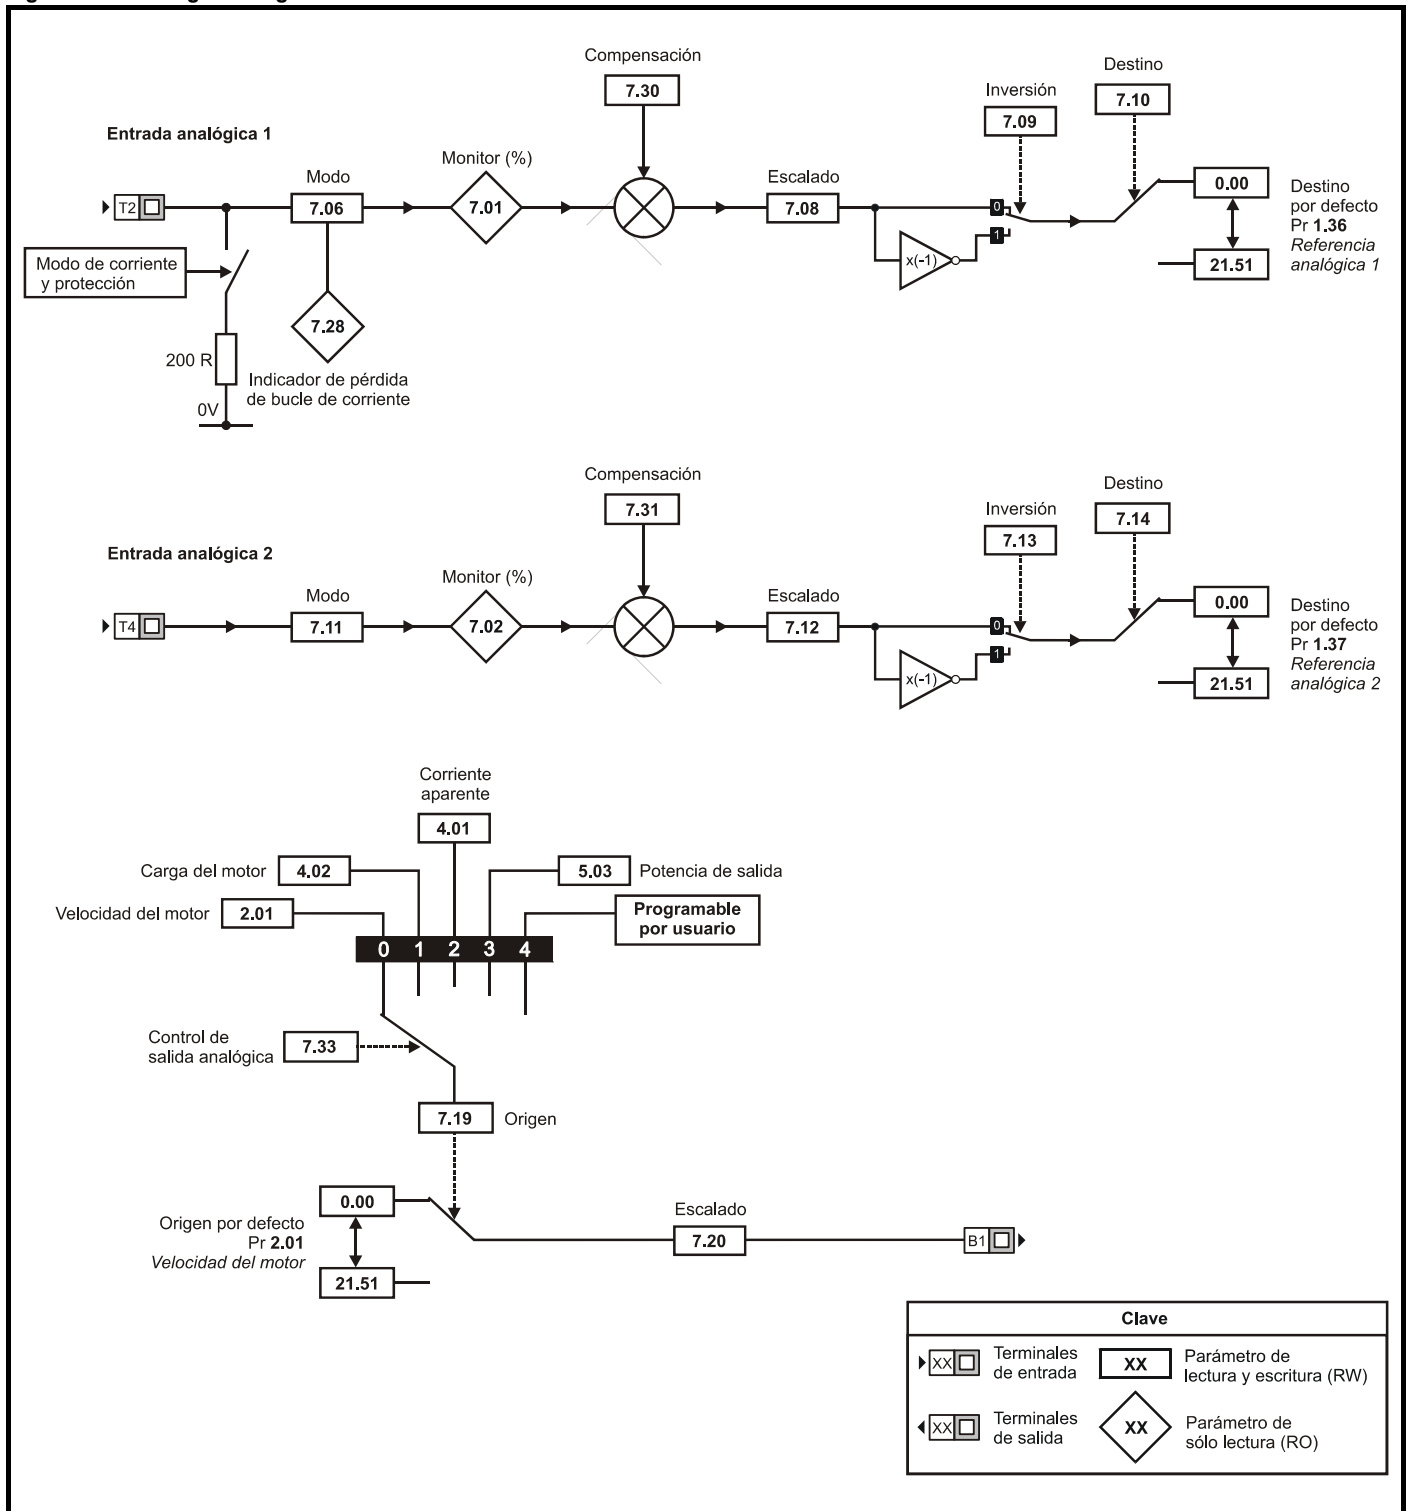 Compensación
7.30
Destino
7.10
Inversión
7.09
Entrada analógica 1
Monitor (%)
Modo
Escalado
T2
7.06
7.01
7.08
0
1
x(-1)
0.00
21.51
Destino
por defecto
Pr 1.36
Referencia
analógica 1
Modo de corriente
y protección
7.28
200 R
Indicador de pérdida
de bucle de corriente
0V
Compensación
7.31
Destino
7.14
Inversión
7.13
Entrada analógica 2
Monitor (%)
Modo
Escalado
T4
7.11
7.02
7.12
0
1
x(-1)
0.00
21.51
Destino
por defecto
Pr 1.37
Referencia
analógica 2
Corriente
aparente
4.01
Carga del motor
4.02
5.03
Potencia de salida
Velocidad del motor
2.01
Programable
por usuario
0 1 2 3 4
Control de
salida analógica
7.33
7.19
Origen
0.00
Origen por defecto
Pr 2.01
Velocidad del motor
21.51
Escalado
7.20
B1
Clave
XX
Terminales
de entrada
XX
Parámetro de
lectura y escritura (RW)
XX
Terminales
de salida
XX
Parámetro de
sólo lectura (RO)